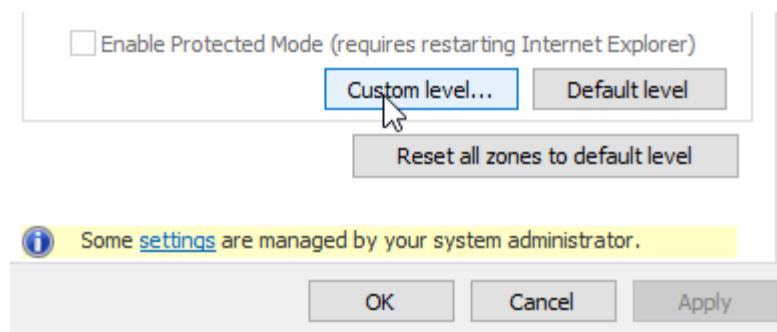 Enable Protected Mode (requires restarting Internet Explorer)
Custom level... Default level
Reset all zones to default level
Some settings are managed by your system administrator.
OK Cancel Apply